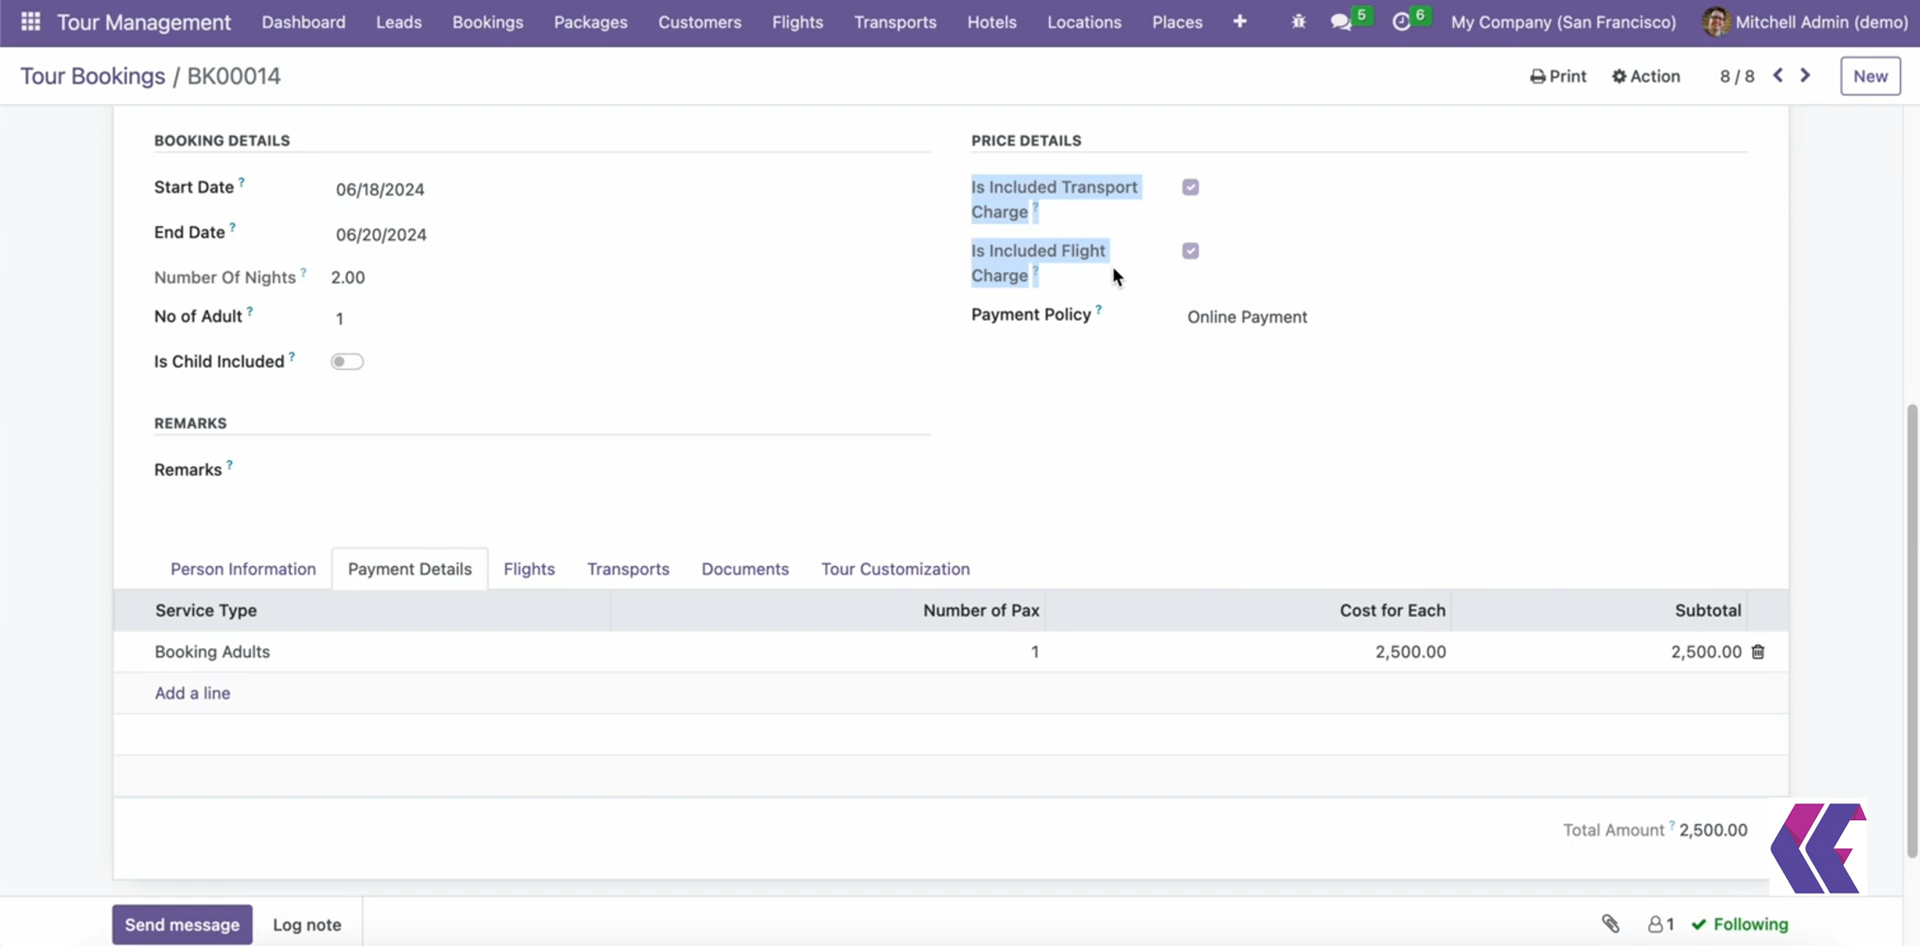 Tour Management Dashboard Leads Bookings Packages Customers Flights Transports Hotels Locations Places + 5 6 My Company (San Francisco) Mitchell Admin (demo)
Tour Bookings / BK00014 Print Action 8 / 8 New
BOOKING DETAILS
Start Date ? 06/18/2024
End Date ? 06/20/2024
Number Of Nights ? 2.00
No of Adult ? 1
Is Child Included ?
PRICE DETAILS
Is Included Transport
Charge ?
Is Included Flight
Charge ?
Payment Policy ? Online Payment
REMARKS
Remarks ?
Person Information Payment Details Flights Transports Documents Tour Customization
Service Type Number of Pax Cost for Each Subtotal
Booking Adults 1 2,500.00 2,500.00
Add a line
Total Amount ? 2,500.00
Send message Log note 1 Following